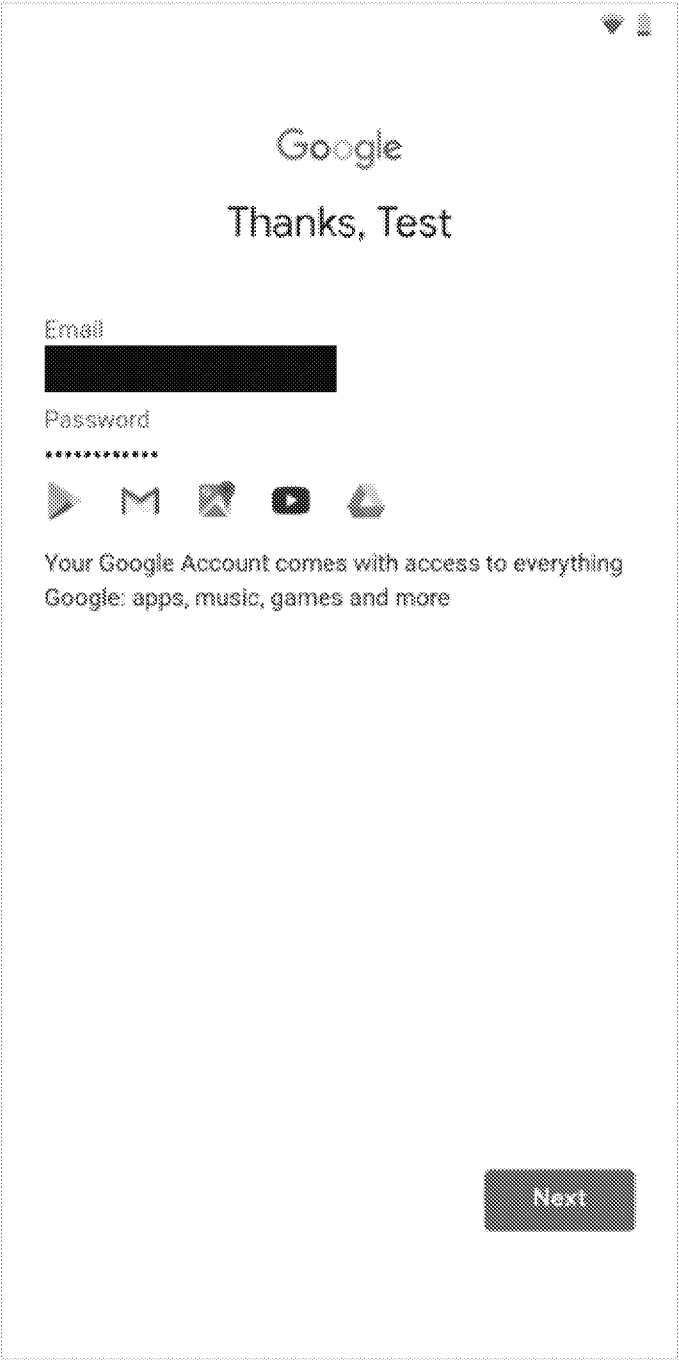 Google
Thanks, Test
Email
Password
••••••••••••
Your Google Account comes with access to everything
Google: apps, music, games and more
Next